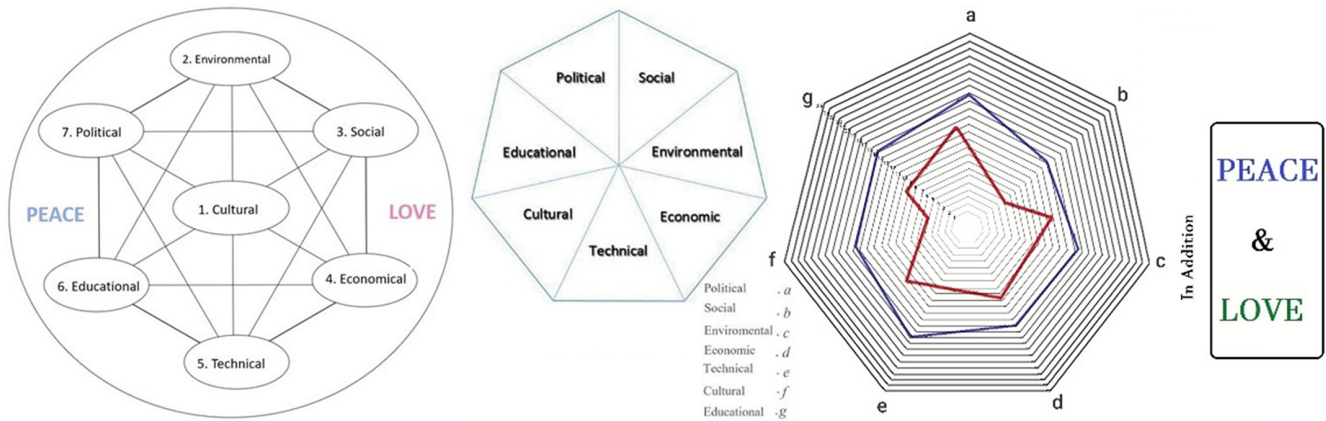 2. Environmental
7. Political
3. Social
PEACE
1. Cultural
LOVE
6. Educational
4. Economical
5. Technical
Political
Social
Educational
Environmental
Cultural
Economic
Technical
a
b
c
d
e
f
g
Political . a
Social . b
Enviromental . c
Economic . d
Technical . e
Cultural . f
Educational . g
In Addition
PEACE
&
LOVE